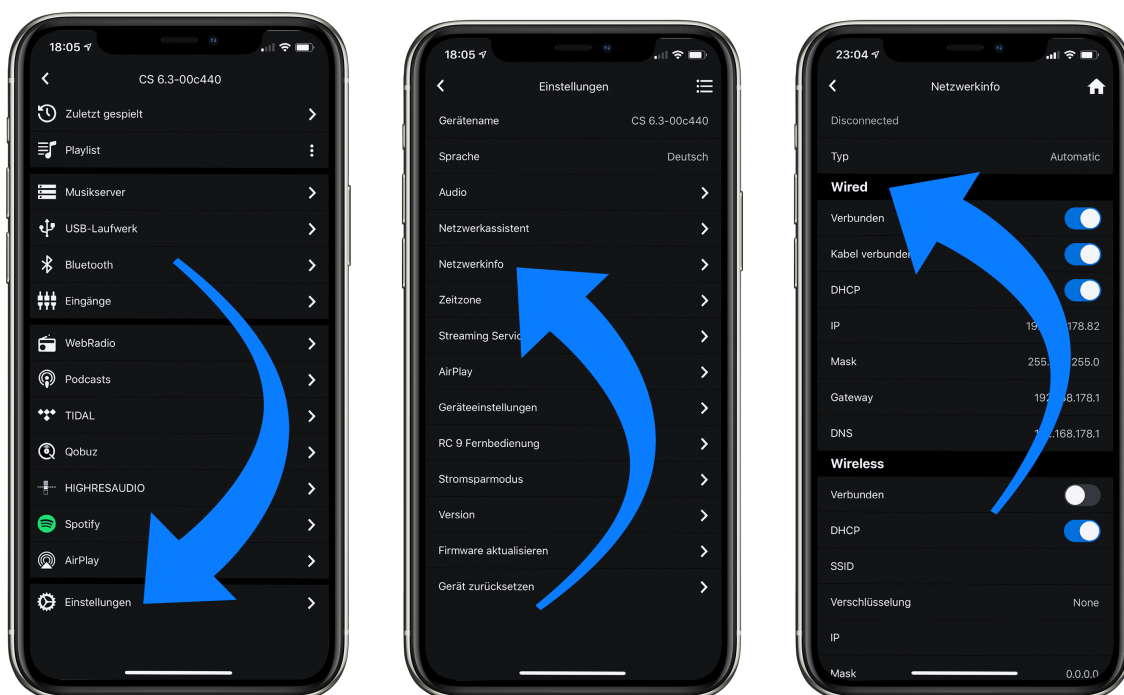 18:05
CS 6.3-00c440
Zuletzt gespielt
Playlist
Musikserver
USB-Laufwerk
Bluetooth
Eingänge
WebRadio
Podcasts
TIDAL
Qobuz
HIGHRESAUDIO
Spotify
AirPlay
Einstellungen
18:05
Einstellungen
Gerätename CS 6.3-00c440
Sprache Deutsch
Audio
Netzwerkassistent
Netzwerkinfo
Zeitzone
Streaming
AirPlay
Geräteeinstellungen
RC 9 Fernbedienung
Stromsparmodus
Version
Firmware aktualisieren
Gerät zurücksetzen
23:04
Netzwerkinfo
Disconnected
Typ Automatic
Wired
Verbunden
Kabel verbunden
DHCP
IP
Mask
Gateway
DNS
Wireless
Verbunden
DHCP
SSID
Verschlüsselung None
IP
Mask 0.0.0.0